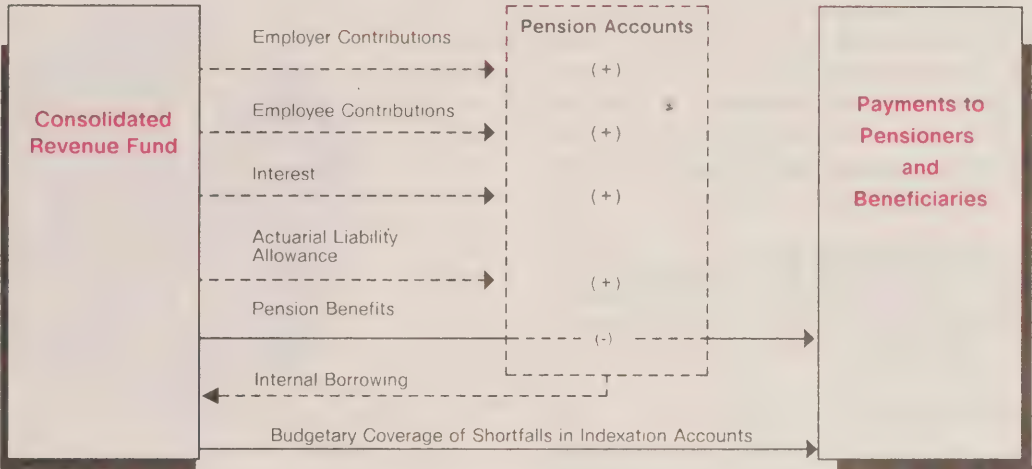 Employer Contributions
Pension Accounts
(+)
Consolidated
Revenue Fund
Employee Contributions
(+)
Payments to
Pensioners
and
Beneficiaries
Interest
(+)
Actuarial Liability
Allowance
(+)
Pension Benefits
(-)
Internal Borrowing
Budgetary Coverage of Shortfalls in Indexation Accounts